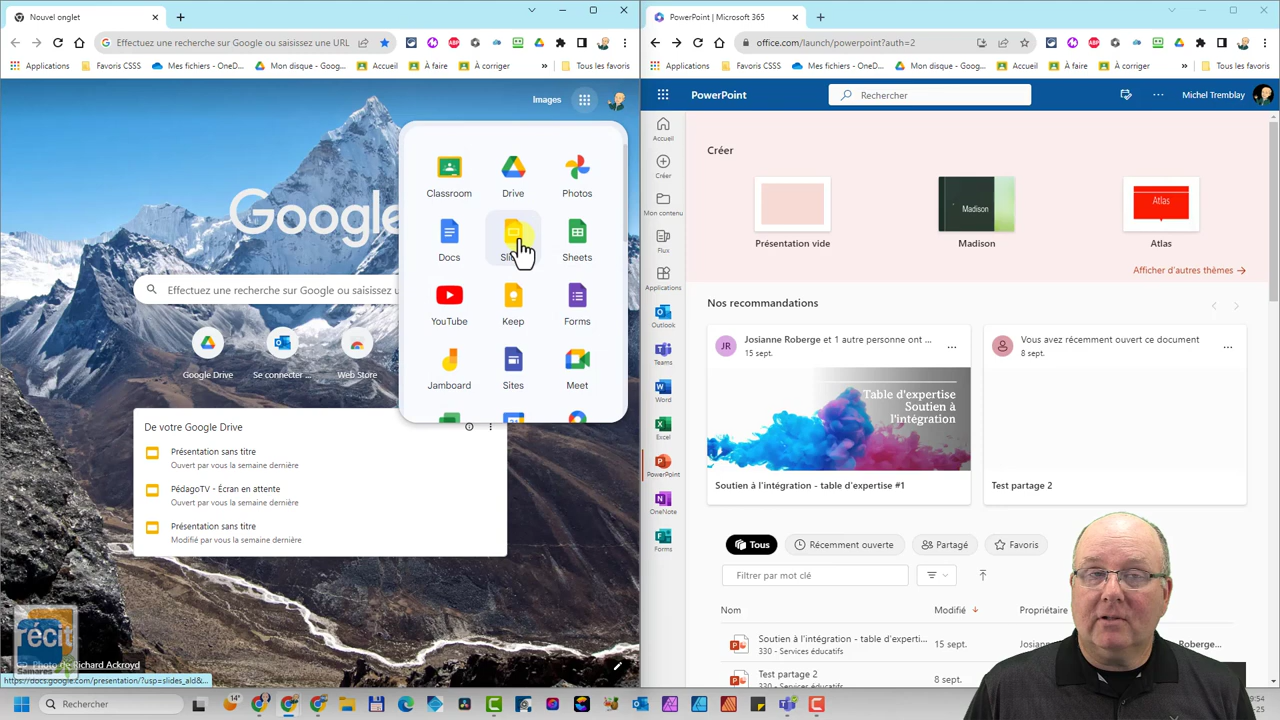 Nouvel onglet
Effectuez une recherche sur Google ou saisissez une URL
Applications
Favoris CSSS
Mes fichiers - OneD...
Mon disque - Goog...
Accueil
À faire
À corriger
»
Tous les favoris
Images
Google
Classroom
Drive
Photos
Docs
Sheets
YouTube
Keep
Forms
Jamboard
Sites
Meet
Effectuez une recherche sur Google ou saisissez une URL
Google Drive
Se connecter ...
Web Store
De votre Google Drive
Présentation sans titre
Ouvert par vous la semaine dernière
PédagoTV - Écran en attente
Ouvert par vous la semaine dernière
Présentation sans titre
Modifié par vous la semaine dernière
récit
Photo de Richard Ackroyd
https://docs.google.com/presentation/?usp=slides_ald&...
PowerPoint | Microsoft 365
office.com/launch/powerpoint?auth=2
Applications
Favoris CSSS
Mes fichiers - OneD...
Mon disque - Goog...
Accueil
À faire
À corriger
»
Tous les favoris
PowerPoint
Rechercher
Michel Tremblay
Accueil
Créer
Mon contenu
Flux
Applications
Outlook
Teams
Word
Excel
PowerPoint
OneNote
Forms
Créer
Madison
Atlas
Présentation vide
Madison
Atlas
Afficher d'autres thèmes
Nos recommandations
JR
Josianne Roberge et 1 autre personne ont ...
15 sept.
Table d'expertise
Soutien à
l'intégration
Soutien à l'intégration - table d'expertise #1
Vous avez récemment ouvert ce document
8 sept.
Test partage 2
Tous
Récemment ouverte
Partagé
Favoris
Filtrer par mot clé
Nom
Modifié
Propriétaire
Soutien à l'intégration - table d'experti...
330 - Services éducatifs
15 sept.
Roberge...
Test partage 2
330 - Services éducatifs
8 sept.
Rechercher
14°